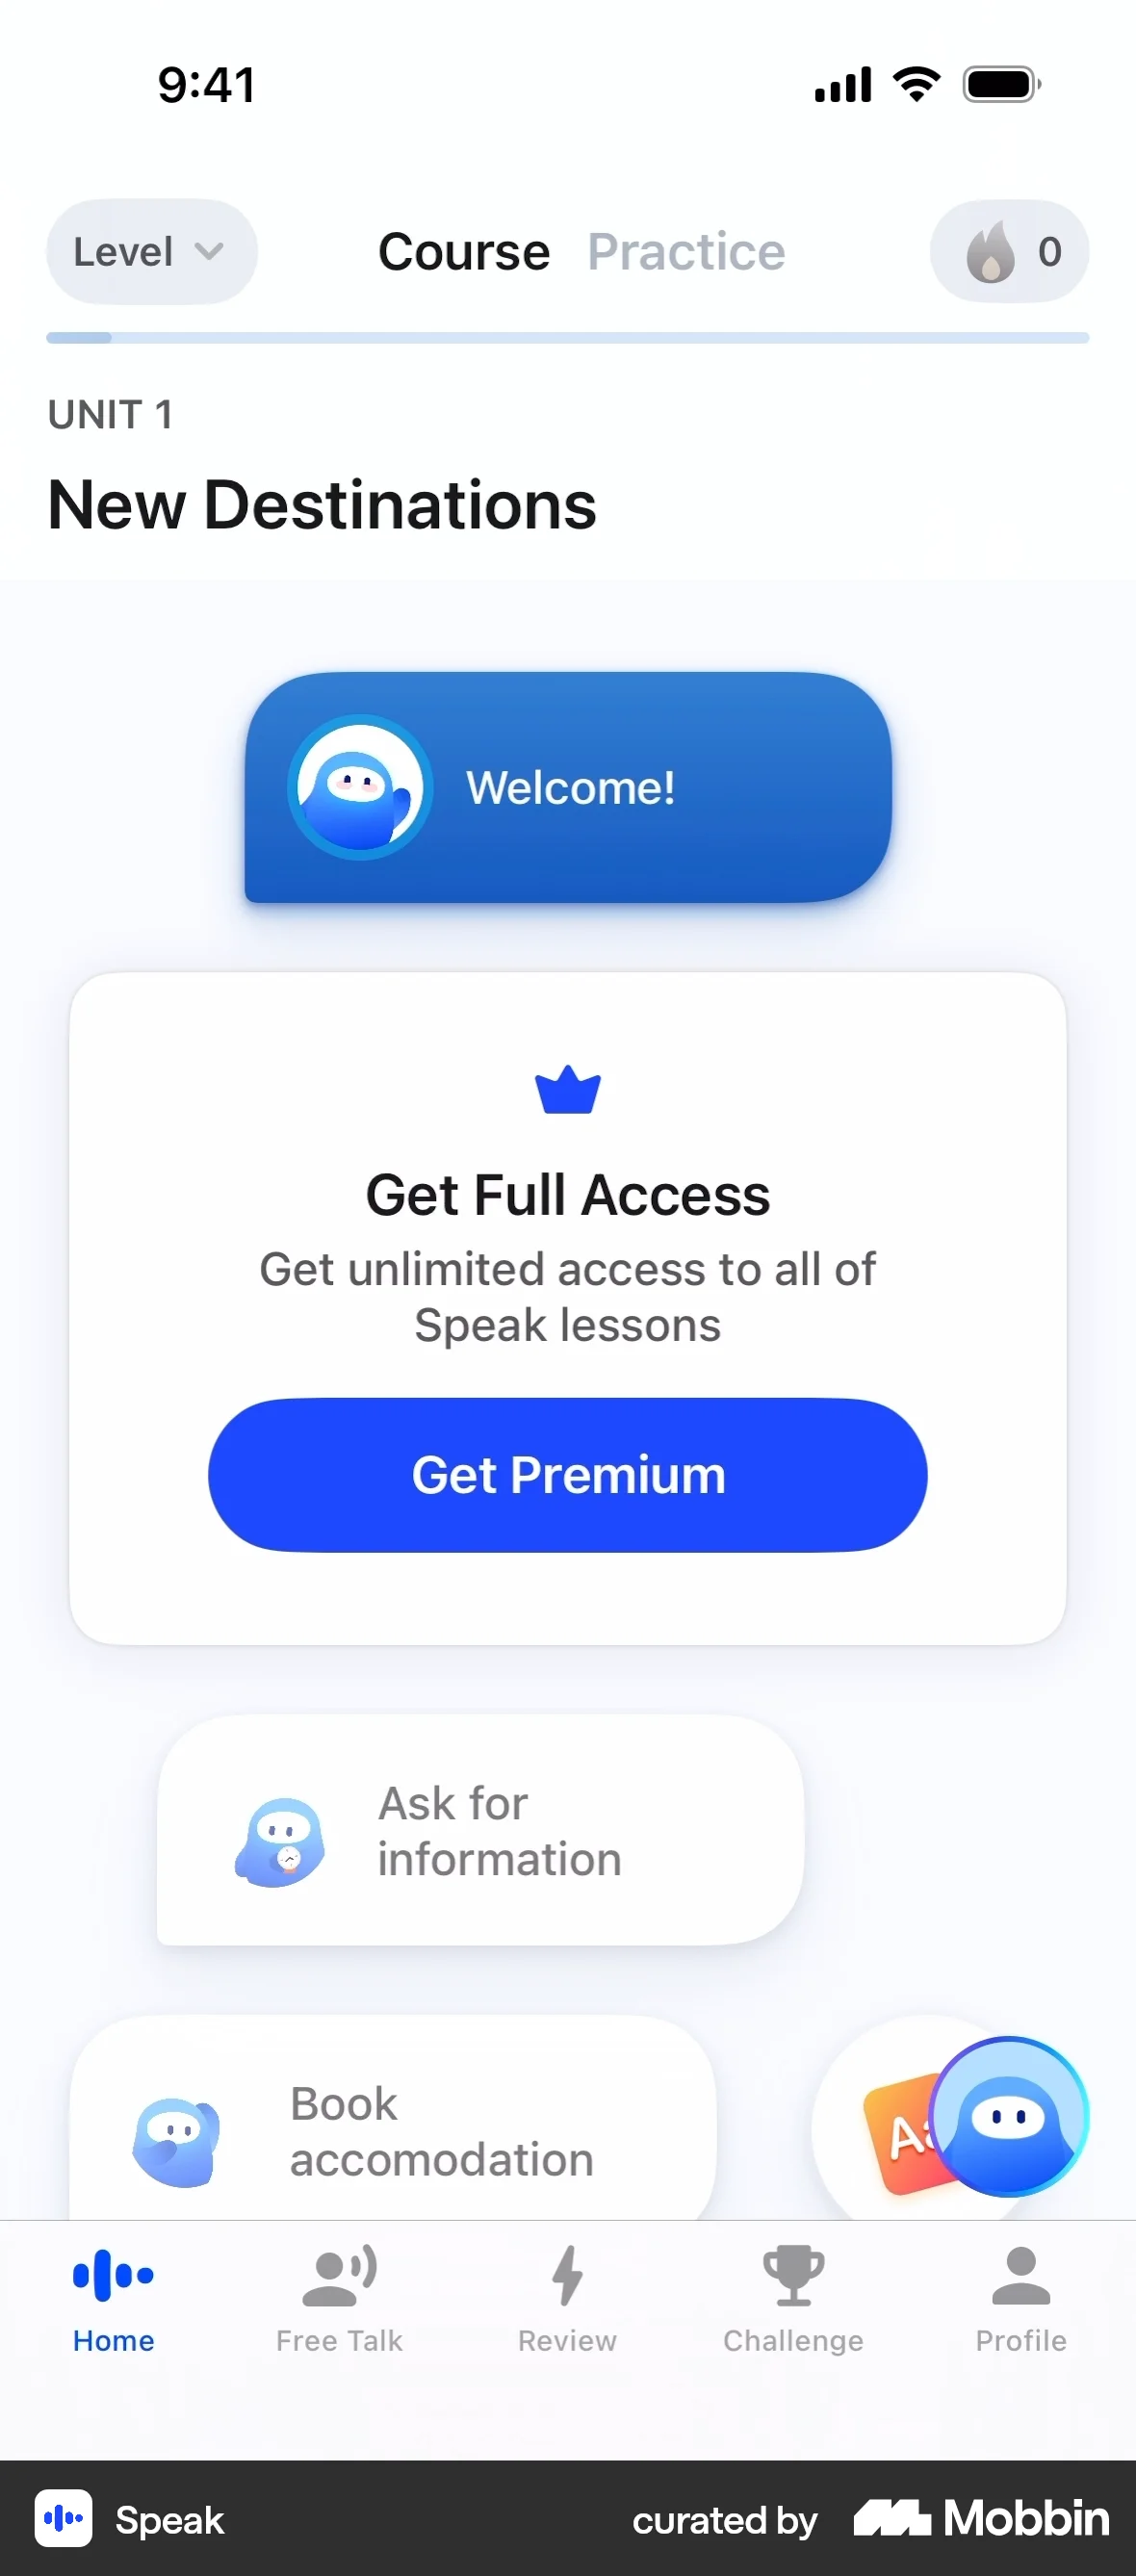 9:41
Level
Course Practice
0
UNIT 1
New Destinations
Welcome!
Get Full Access
Get unlimited access to all of
Speak lessons
Get Premium
Ask for
information
Book
accomodation
Aa
Home
Free Talk
Review
Challenge
Profile
Speak
curated by Mobbin